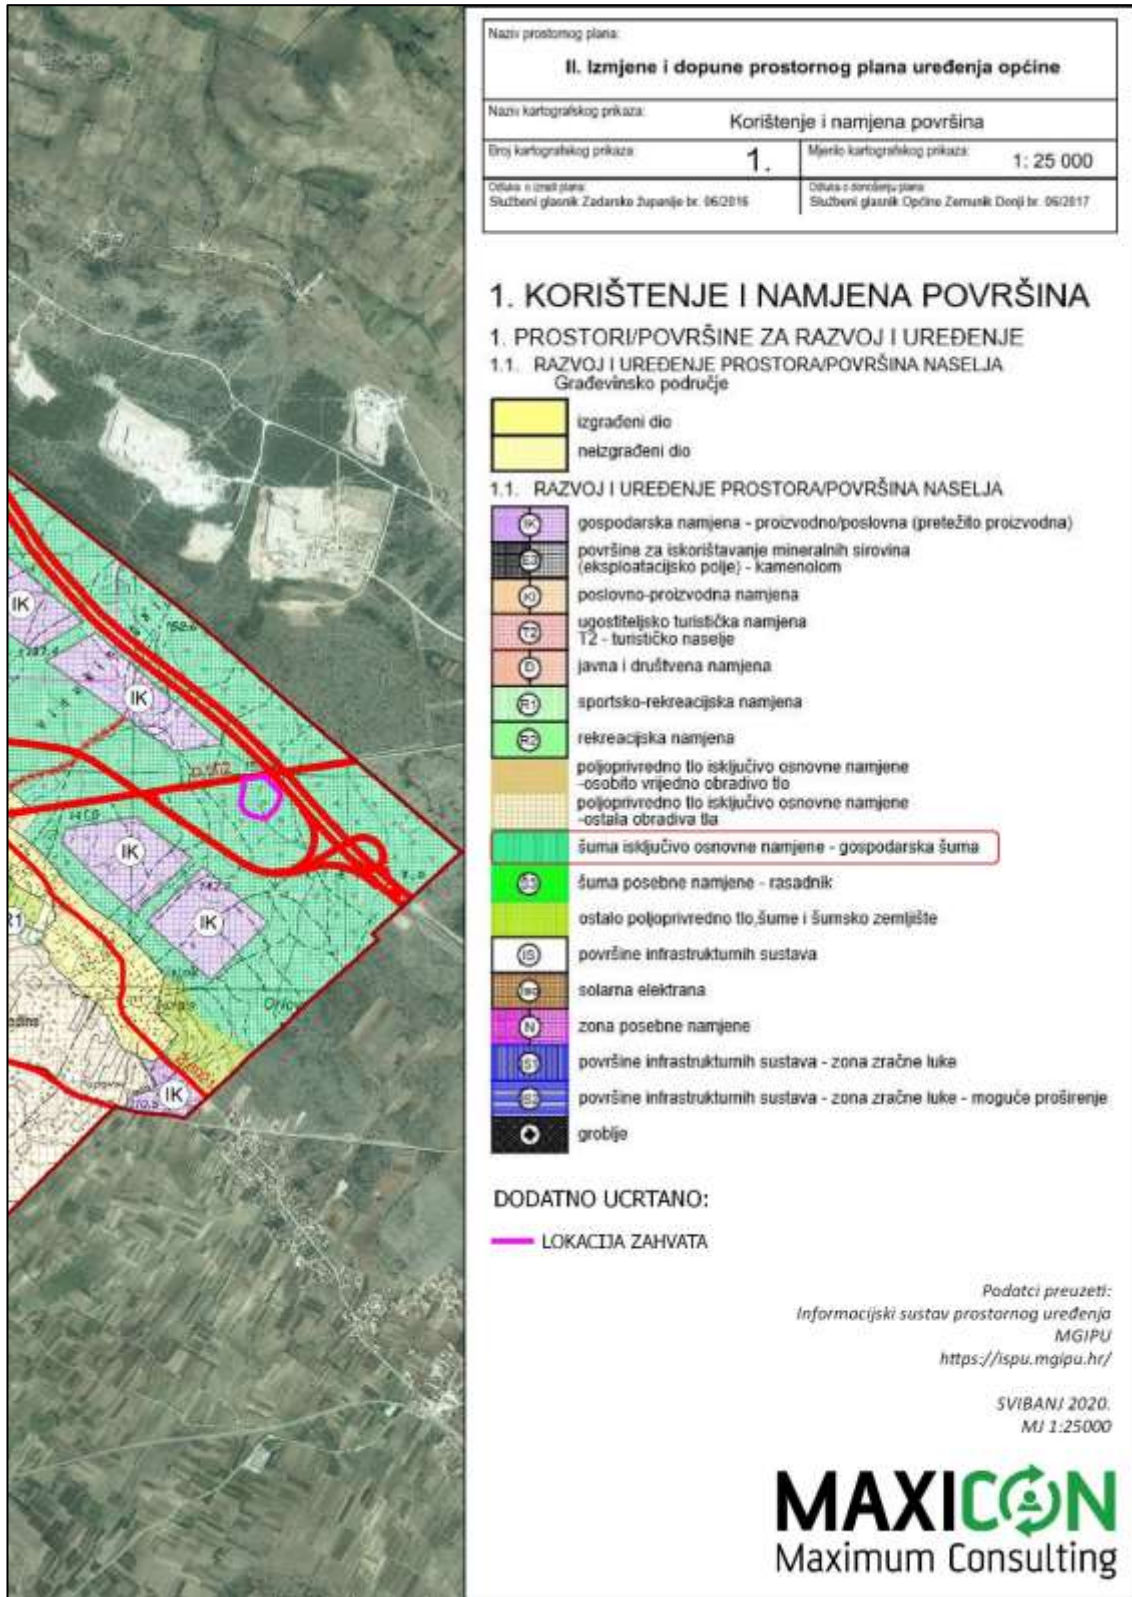 Naziv prostornog plana:
II. Izmjene i dopune prostornog plana uređenja općine
Naziv kartografskog prikaza:
Korištenje i namjena površina
Broj kartografskog prikaza:
1.
Mjerilo kartografskog prikaza:
1: 25 000
Odluka o izradi plana:
Službeni glasnik Zadarske županije br. 06/2016
Odluka o donošenju plana:
Službeni glasnik Općine Zemunik Donji br. 06/2017
1. KORIŠTENJE I NAMJENA POVRŠINA
1. PROSTORI/POVRŠINE ZA RAZVOJ I UREĐENJE
1.1. RAZVOJ I UREĐENJE PROSTORA/POVRŠINA NASELJA
Građevinsko područje
izgrađeni dio
neizgrađeni dio
1.1. RAZVOJ I UREĐENJE PROSTORA/POVRŠINA NASELJA
IK gospodarska namjena - proizvodno/poslovna (pretežito proizvodna)
površine za iskorištavanje mineralnih sirovina
(eksploatacijsko polje) - kamenolom
poslovno-proizvodna namjena
ugostiteljsko turistička namjena
T2 T2 - turističko naselje
D javna i društvena namjena
R1 sportsko-rekreacijska namjena
R2 rekreacijska namjena
poljoprivredno tlo isključivo osnovne namjene
-osobito vrijedno obradivo tlo
poljoprivredno tlo isključivo osnovne namjene
-ostala obradiva tla
šuma isključivo osnovne namjene - gospodarska šuma
šuma posebne namjene - rasadnik
ostalo poljoprivredno tlo,šume i šumsko zemljište
IS površine infrastrukturnih sustava
solarna elektrana
N zona posebne namjene
IS1 površine infrastrukturnih sustava - zona zračne luke
IS2 površine infrastrukturnih sustava - zona zračne luke - moguće proširenje
groblje
DODATNO UCRTANO:
LOKACIJA ZAHVATA
Podatci preuzeti:
Informacijski sustav prostornog uređenja
MGIPU
https://ispu.mgipu.hr/
SVIBANJ 2020.
MJ 1:25000
MAXICON
Maximum Consulting
IK
IK
IK
IK
IK